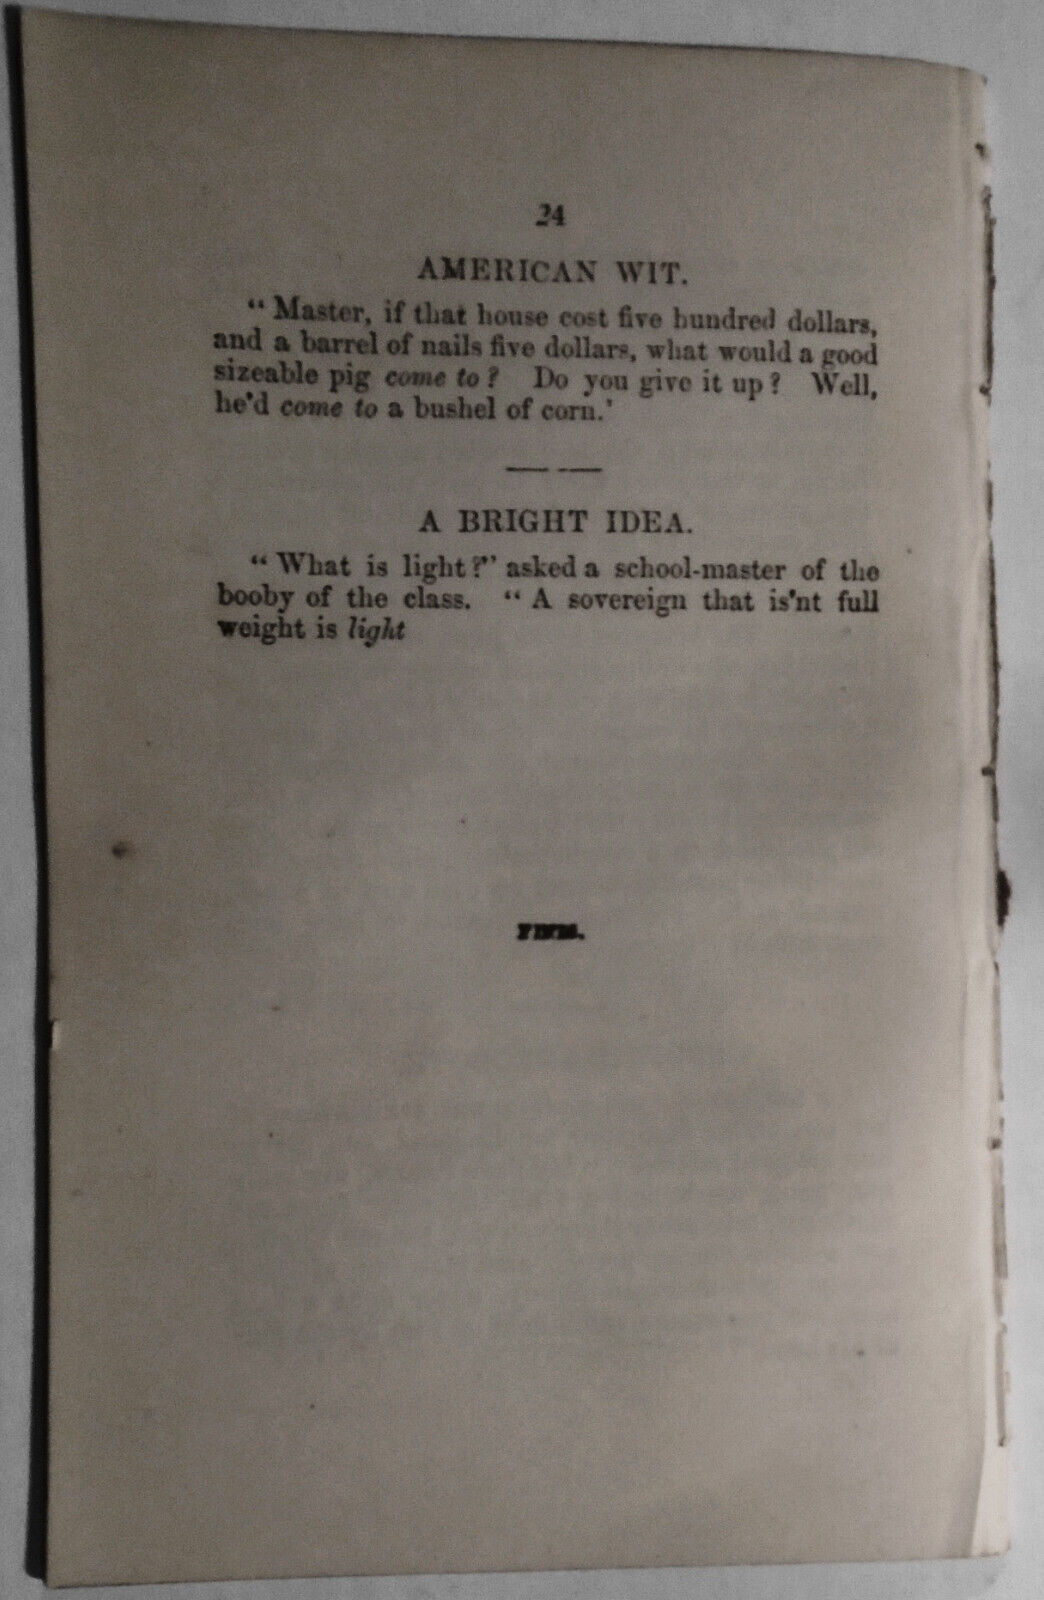 24
AMERICAN WIT.
“ Master, if that house cost five hundred dollars,
and a barrel of nails five dollars, what would a good
sizeable pig come to ? Do you give it up ? Well,
he'd come to a bushel of corn.'
A BRIGHT IDEA.
“ What is light?” asked a school-master of the
booby of the class. “ A sovereign that is'nt full
weight is light
FINIS.